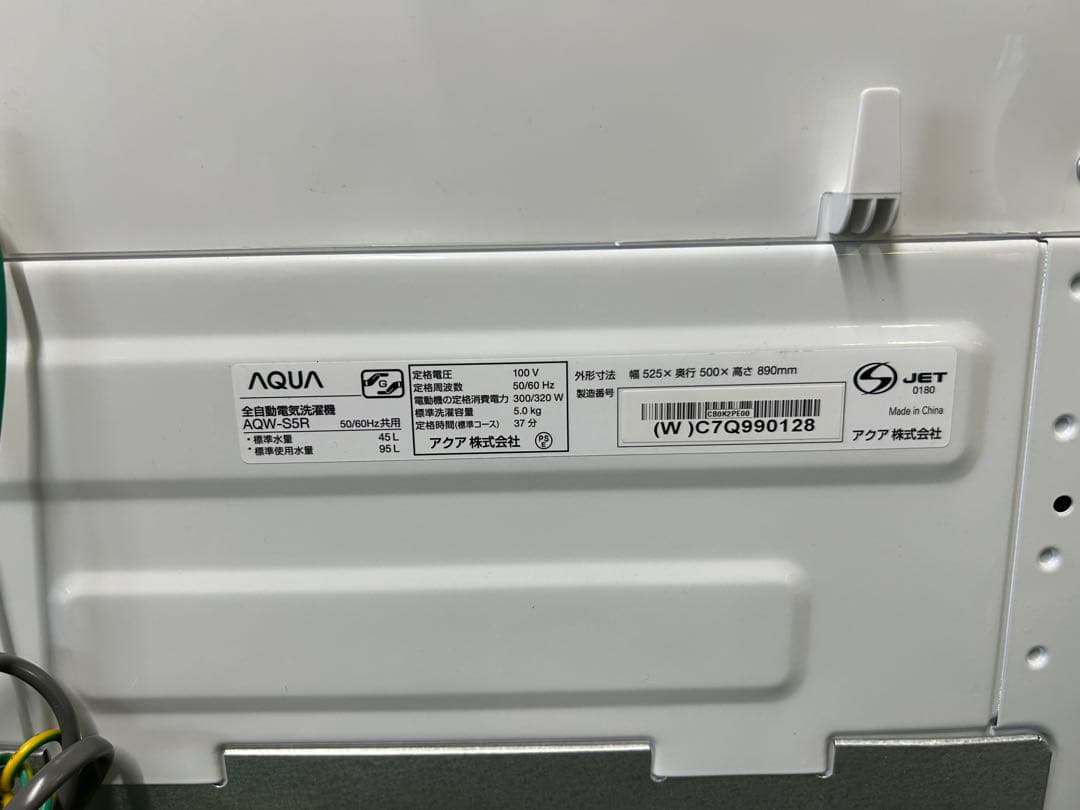 AQUA
G
全自動電気洗濯機
AQW-S5R 50/60Hz共用
・標準水量 45 L
・標準使用水量 95 L
定格電圧 100 V
定格周波数 50/60 Hz
電動機の定格消費電力 300/320 W
標準洗濯容量 5.0 kg
定格時間(標準コース) 37 分
アクア 株式会社 PS E
外形寸法 幅 525× 奥行 500× 高さ 890mm
製造番号
CB0K2PE00
(W )C7Q990128
JET
0180
Made in China
アクア 株式会社